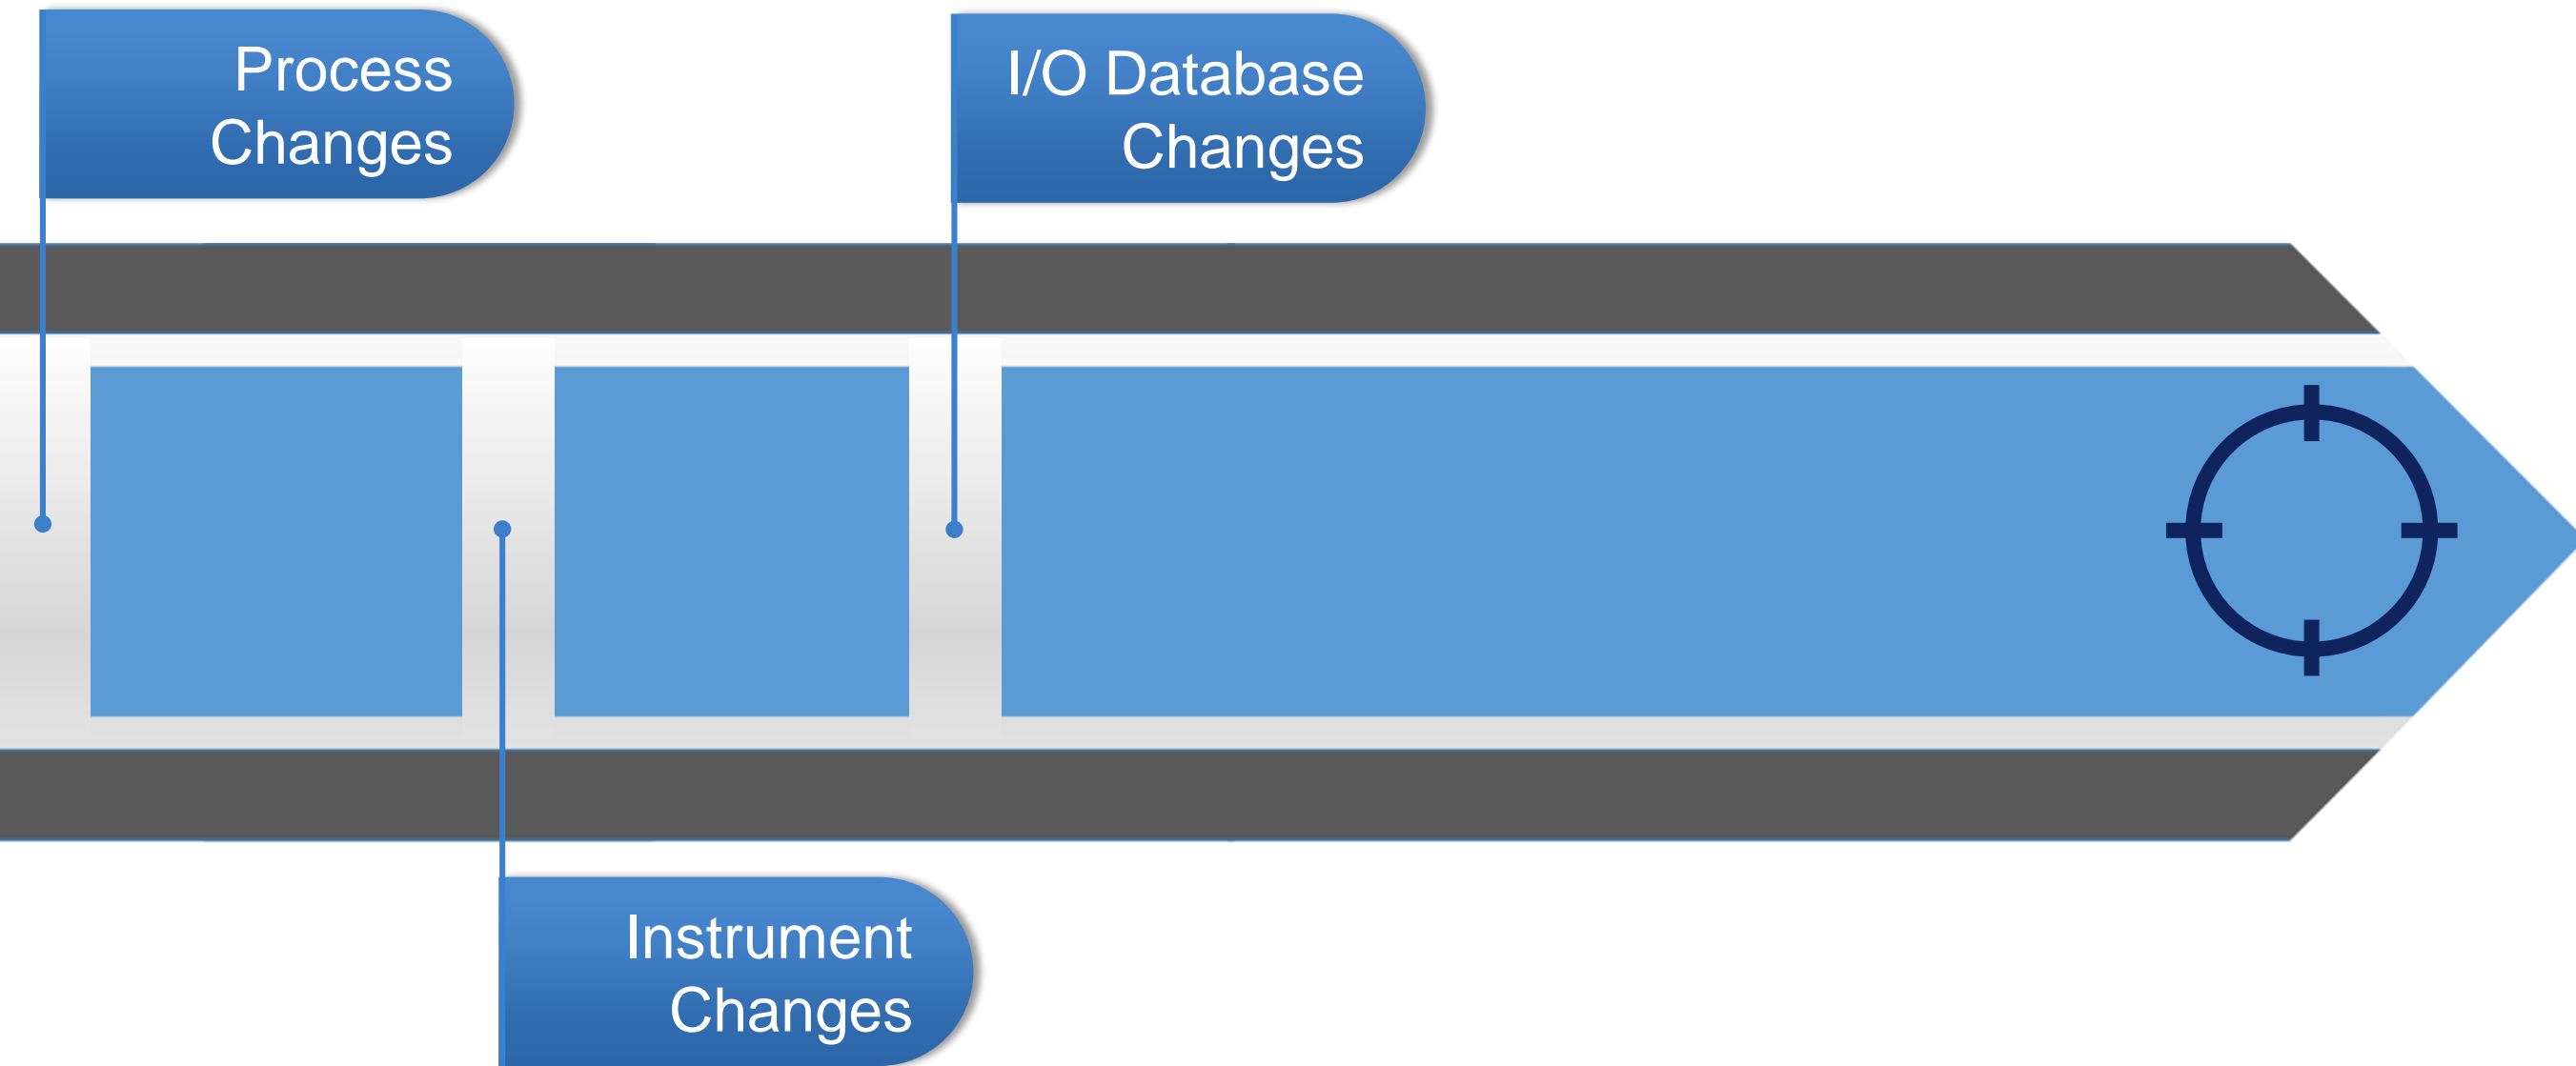 Process
Changes
I/O Database
Changes
Instrument
Changes